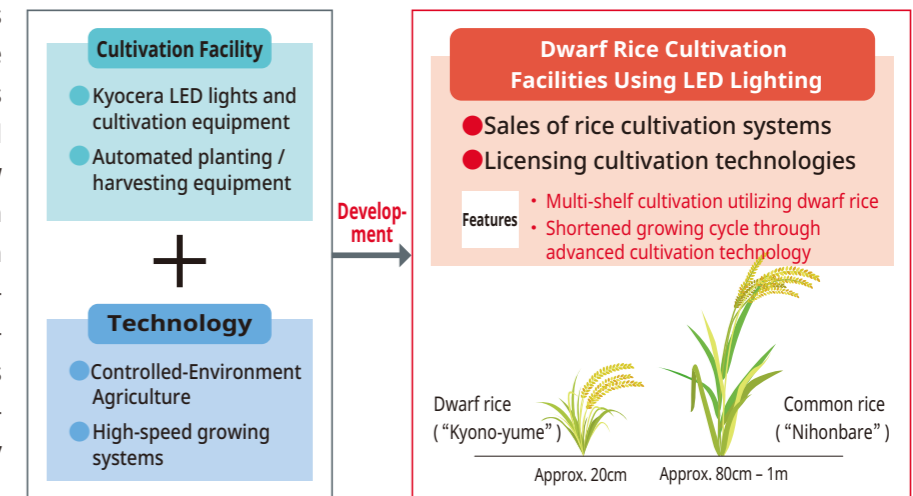 Cultivation Facility
Kyocera LED lights and
cultivation equipment
Automated planting /
harvesting equipment
+
Technology
Controlled-Environment
Agriculture
High-speed growing
systems
Develop-
ment
Dwarf Rice Cultivation
Facilities Using LED Lighting
●Sales of rice cultivation systems
●Licensing cultivation technologies
Features
・ Multi-shelf cultivation utilizing dwarf rice
・ Shortened growing cycle through
advanced cultivation technology
Dwarf rice
( “Kyono-yume” )
Common rice
( “Nihonbare” )
Approx. 20cm
Approx. 80cm – 1m